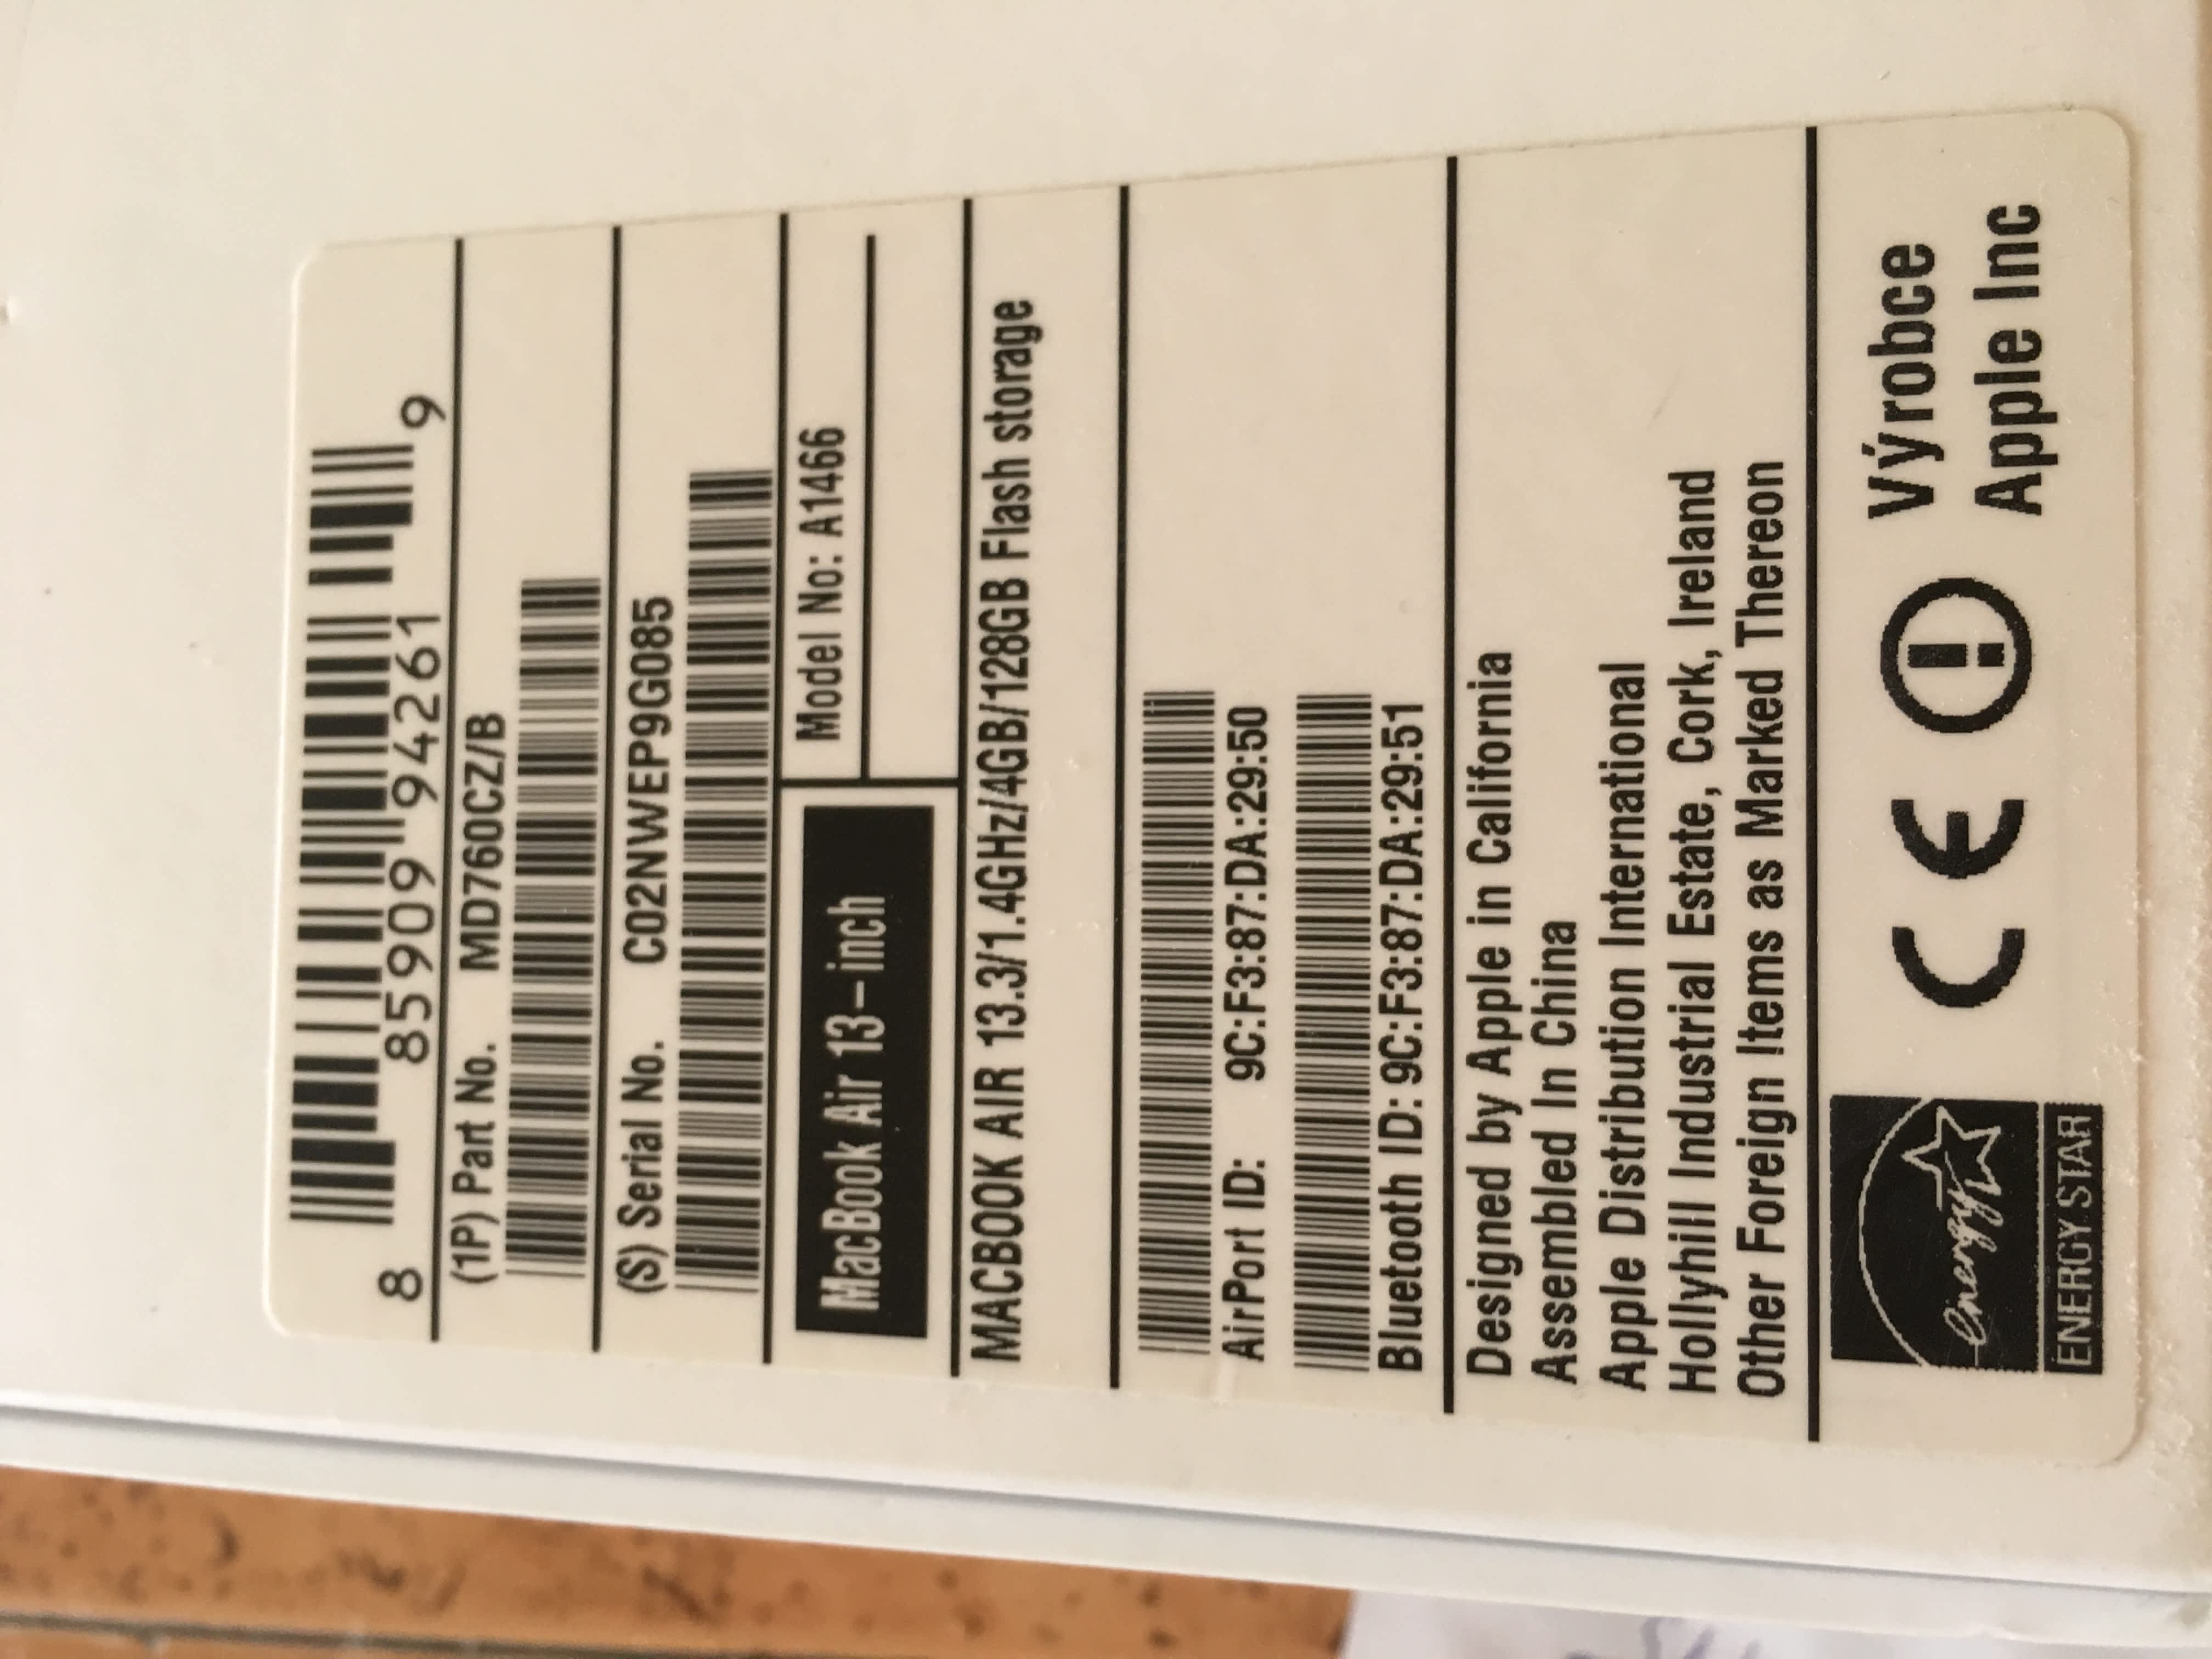 8 85909 94261 9
(1P) Part No. MD760CZ/B
(S) Serial No. C02NWEP9G085
MacBook Air 13-inch
Model No: A1466
MACBOOK AIR 13.3/1.4GHz/4GB/128GB Flash storage
AirPort ID: 9C:F3:87:DA:29:50
Bluetooth ID: 9C:F3:87:DA:29:51
Designed by Apple in California
Assembled In China
Apple Distribution International
Hollyhill Industrial Estate, Cork, Ireland
Other Foreign Items as Marked Thereon
energy
ENERGY STAR
CE
Výrobce
Apple Inc